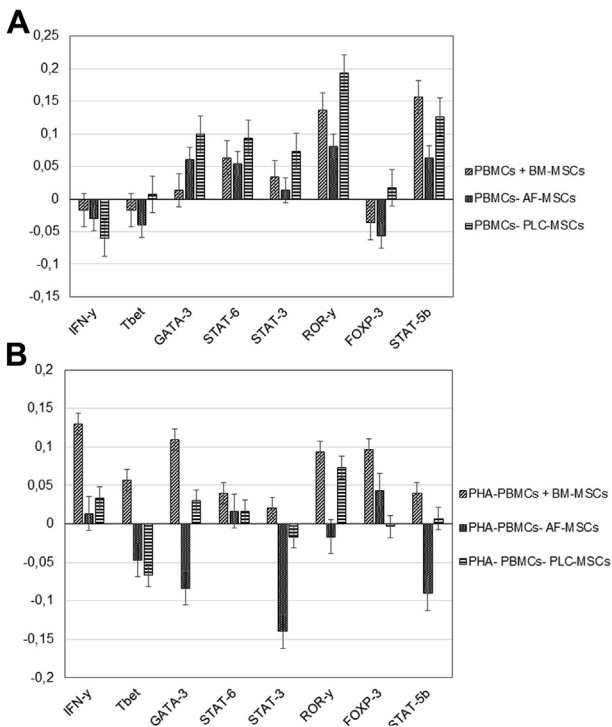 A
0,25
0,2
0,15
0,1
0,05
0
-0,05
-0,1
-0,15
IFN-y
Tbet
GATA-3
STAT-6
STAT-3
ROR-y
FOXP-3
STAT-5b
PBMCs + BM-MSCs
PBMCs- AF-MSCs
PBMCs- PLC-MSCs
B
0,2
0,15
0,1
0,05
0
-0,05
-0,1
-0,15
-0,2
IFN-y
Tbet
GATA-3
STAT-6
STAT-3
ROR-y
FOXP-3
STAT-5b
PHA-PBMCs + BM-MSCs
PHA-PBMCs- AF-MSCs
PHA- PBMCs- PLC-MSCs